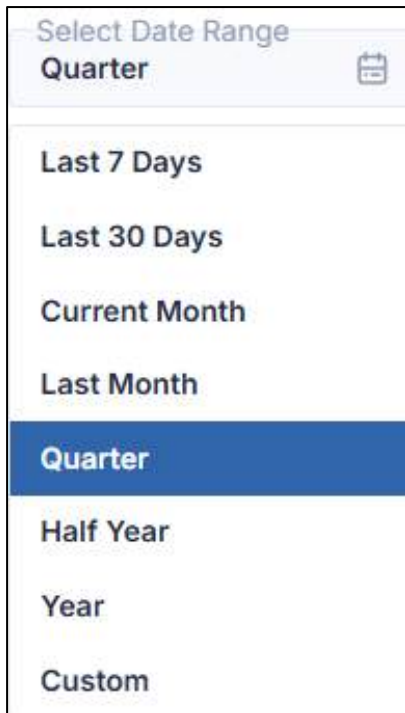 Select Date Range
Quarter
Last 7 Days
Last 30 Days
Current Month
Last Month
Quarter
Half Year
Year
Custom